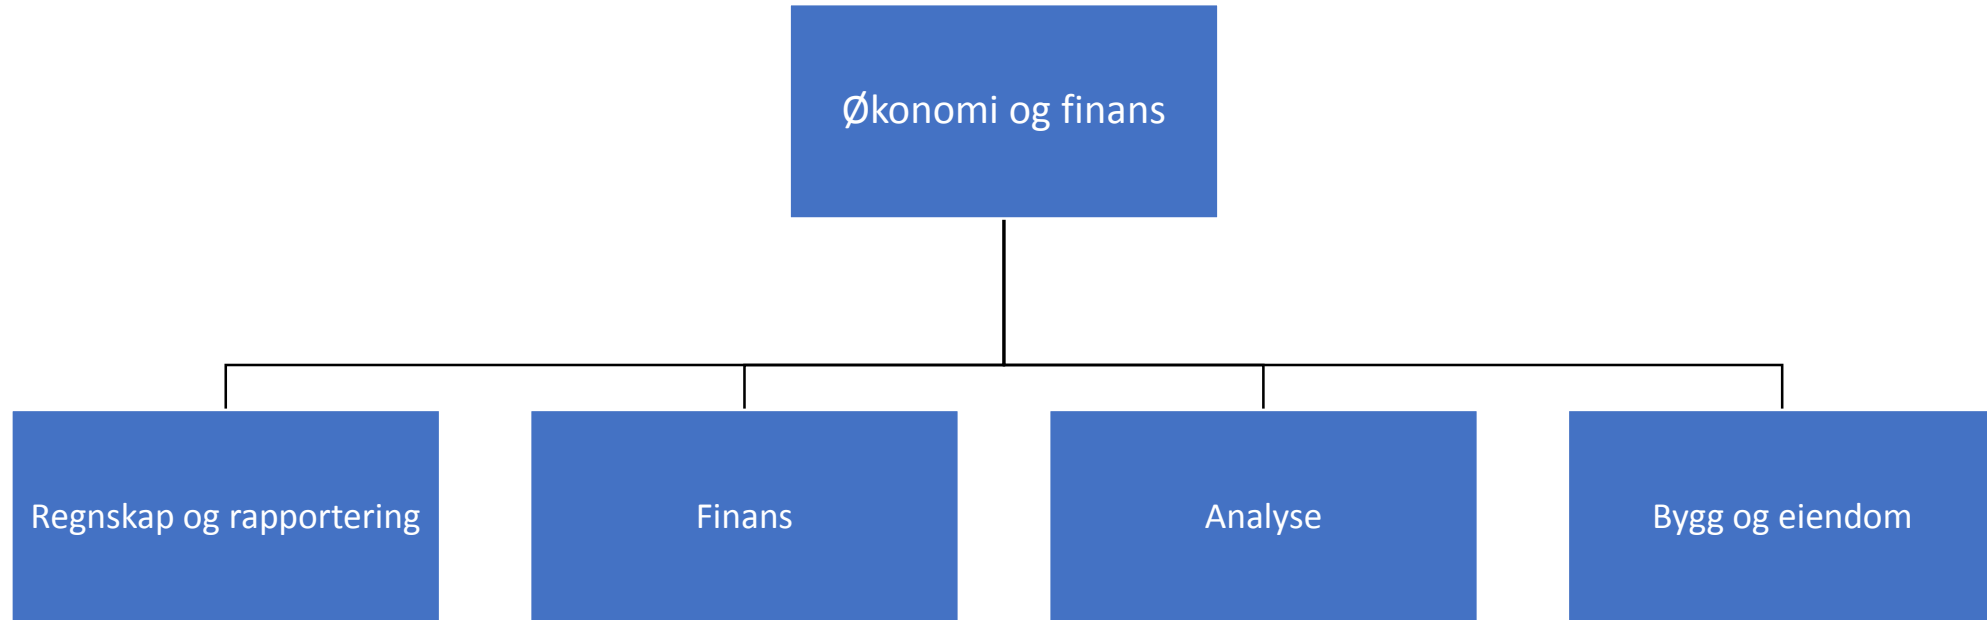 Økonomi og finans
Regnskap og rapportering
Finans
Analyse
Bygg og eiendom